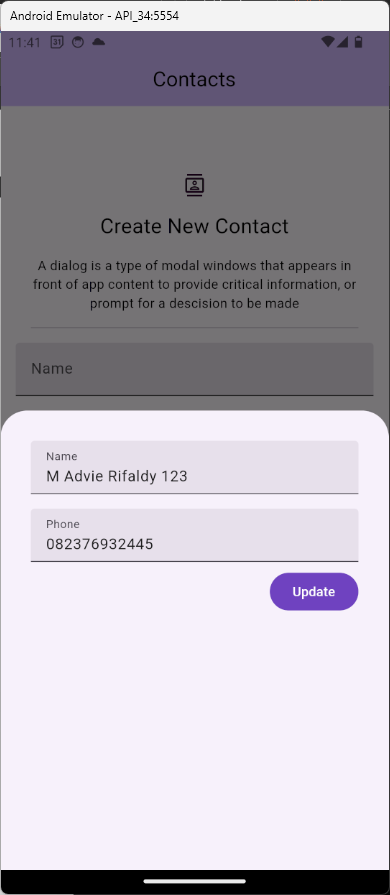 Android Emulator - API_34:5554
11:41
31
Contacts
Create New Contact
A dialog is a type of modal windows that appears in
front of app content to provide critical information, or
prompt for a descision to be made
Name
Name
M Advie Rifaldy 123
Phone
082376932445
Update